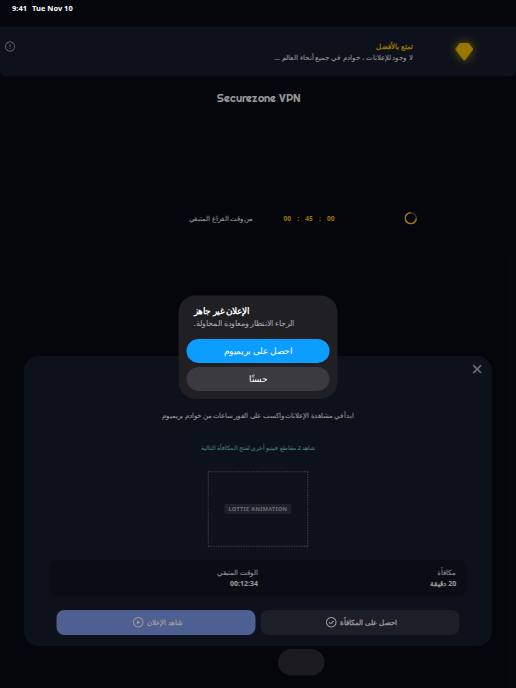 9:41 Tue Nov 10
تمتع بالأفضل
لا وجود للإعلانات ، خوادم في جميع أنحاء العالم ...
Securezone VPN
من وقت الفراغ المتبقي
00 : 45 : 00
الإعلان غير جاهز
الرجاء الانتظار ومعاودة المحاولة.
احصل على بريميوم
حسنًا
ابدأ في مشاهدة الإعلانات واكسب على الفور ساعات من خوادم بريميوم
شاهد 2 مقاطع فيديو أخرى لفتح المكافأة التالية
LOTTIE ANIMATION
مكافأة
20 دقيقة
الوقت المتبقي
00:12:34
احصل على المكافأة
شاهد الإعلان